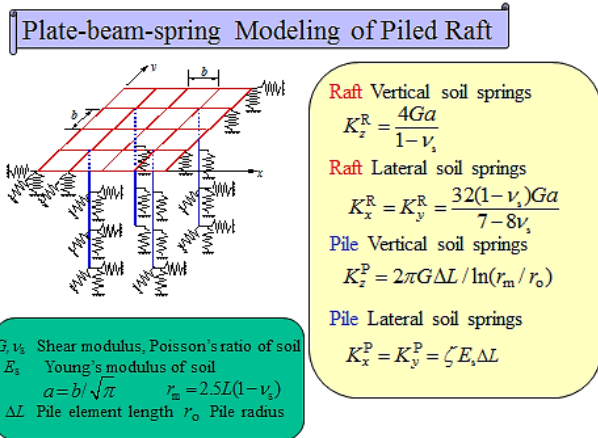 Plate-beam-spring Modeling of Piled Raft
y
b
b
x
Raft Vertical soil springs
K_z^R = 4Ga / (1 − ν_s)
Raft Lateral soil springs
K_x^R = K_y^R = 32(1 − ν_s)Ga / (7 − 8ν_s)
Pile Vertical soil springs
K_z^P = 2πGΔL / ln(r_m / r_o)
Pile Lateral soil springs
K_x^P = K_y^P = ζE_sΔL
G, ν_s Shear modulus, Poisson's ratio of soil
E_s Young's modulus of soil
a = b/√π r_m = 2.5L(1 − ν_s)
ΔL Pile element length r_o Pile radius